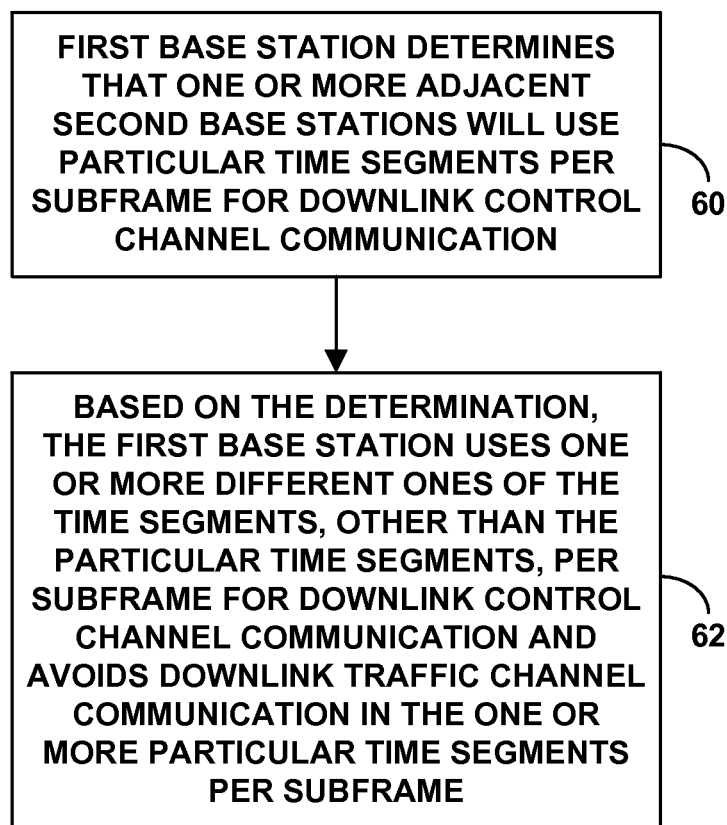 FIRST BASE STATION DETERMINES
THAT ONE OR MORE ADJACENT
SECOND BASE STATIONS WILL USE
PARTICULAR TIME SEGMENTS PER
SUBFRAME FOR DOWNLINK CONTROL
CHANNEL COMMUNICATION
60
BASED ON THE DETERMINATION,
THE FIRST BASE STATION USES ONE
OR MORE DIFFERENT ONES OF THE
TIME SEGMENTS, OTHER THAN THE
PARTICULAR TIME SEGMENTS, PER
SUBFRAME FOR DOWNLINK CONTROL
CHANNEL COMMUNICATION AND
AVOIDS DOWNLINK TRAFFIC CHANNEL
COMMUNICATION IN THE ONE OR
MORE PARTICULAR TIME SEGMENTS
PER SUBFRAME
62